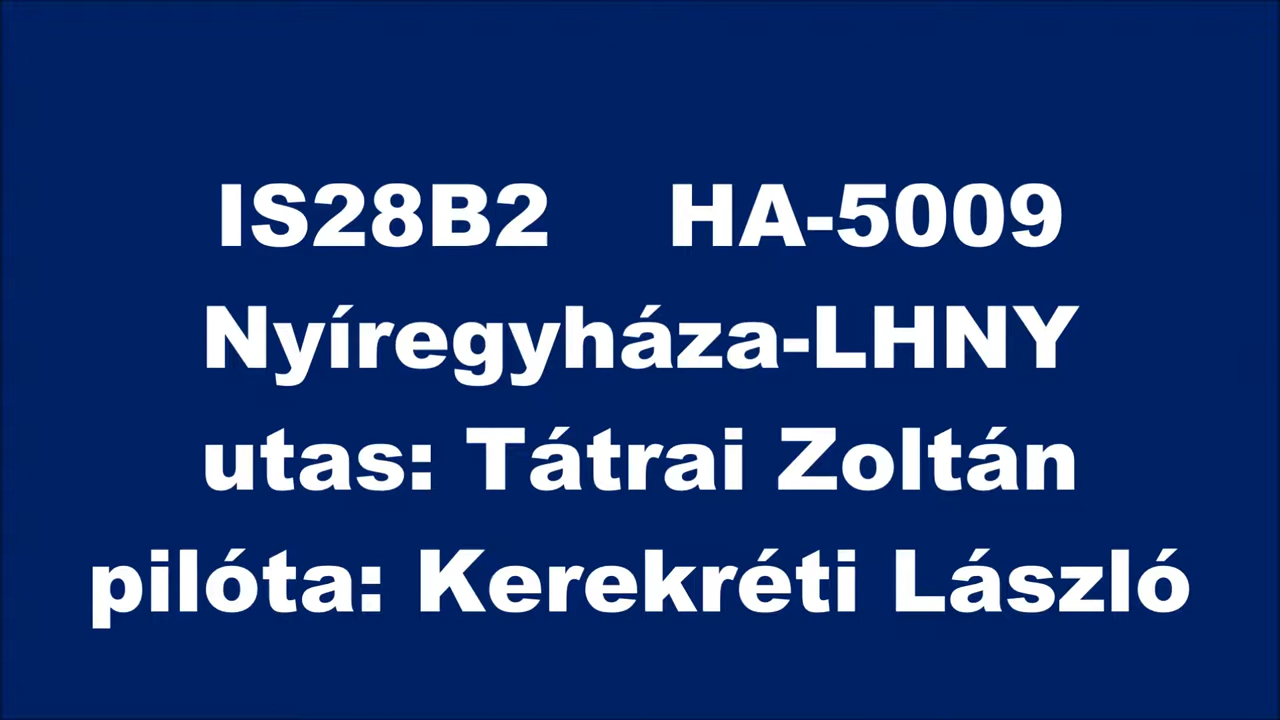 IS28B2 HA-5009
Nyíregyháza-LHNY
utas: Tátrai Zoltán
pilóta: Kerekréti László